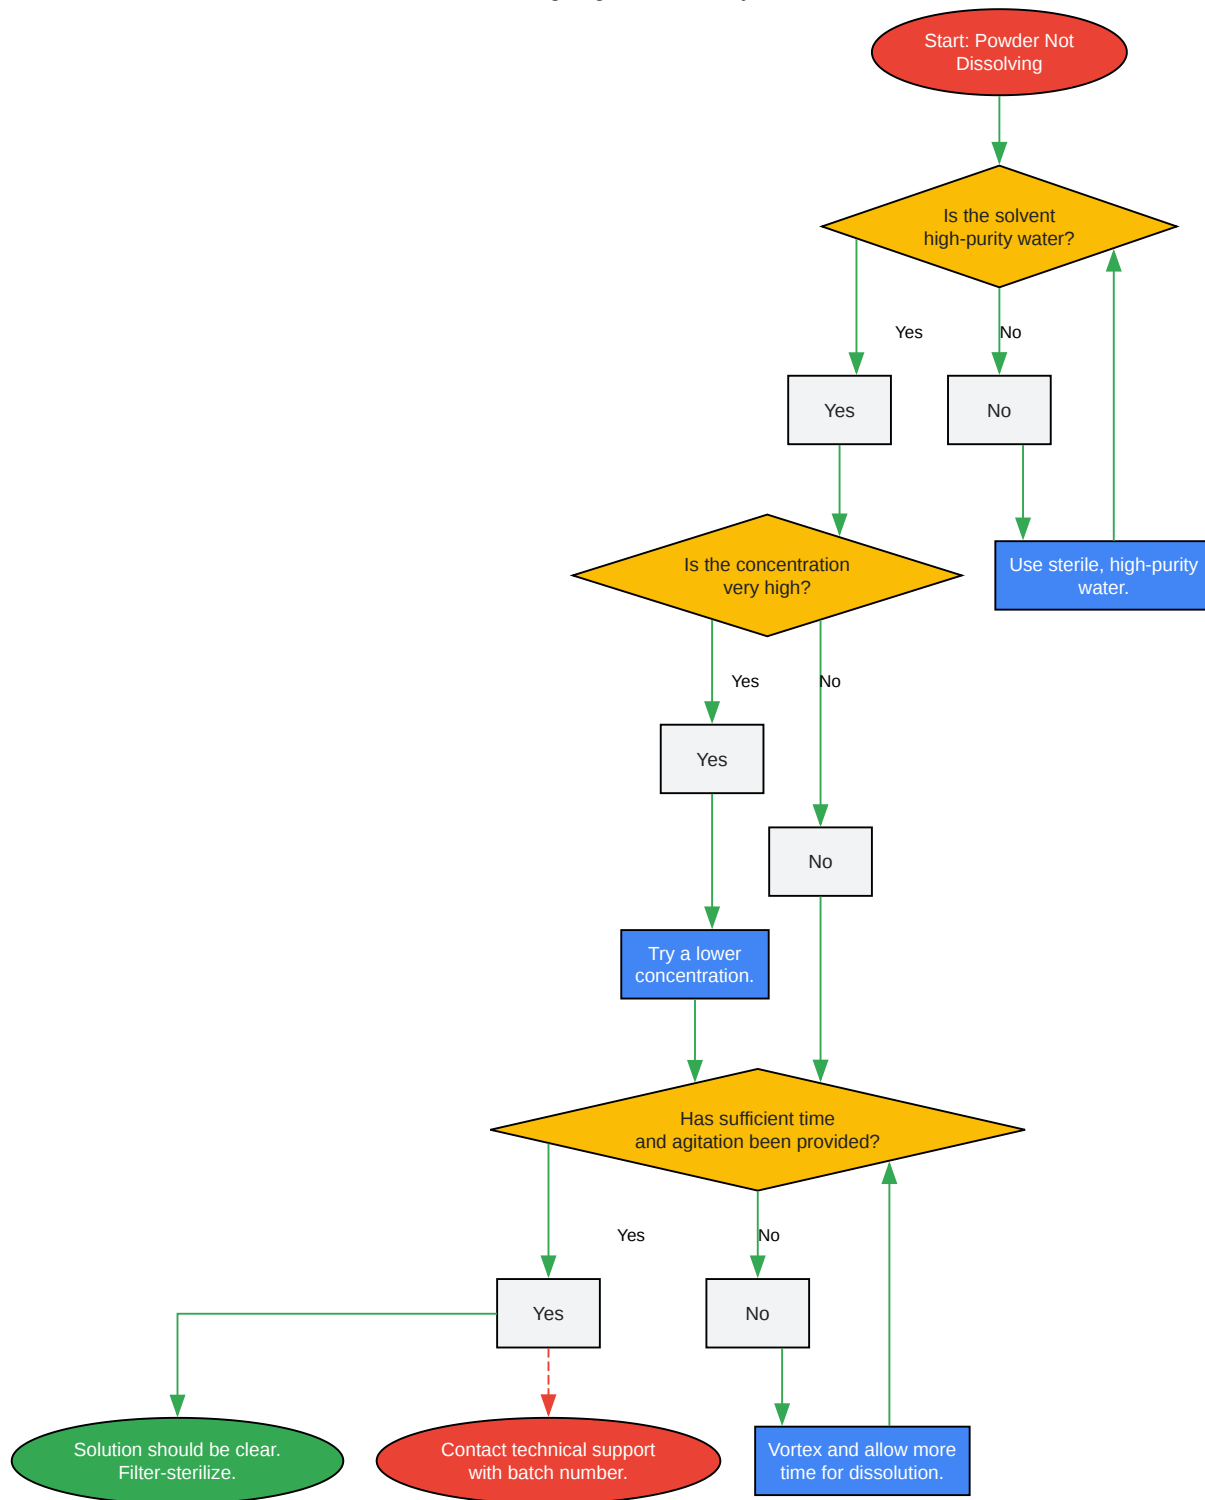 Start: Powder Not
Dissolving
Is the solvent
high-purity water?
Yes
No
Yes
No
Use sterile, high-purity
water.
Is the concentration
very high?
Yes
No
Yes
No
Try a lower
concentration.
Has sufficient time
and agitation been provided?
Yes
No
Yes
No
Solution should be clear.
Filter-sterilize.
Contact technical support
with batch number.
Vortex and allow more
time for dissolution.